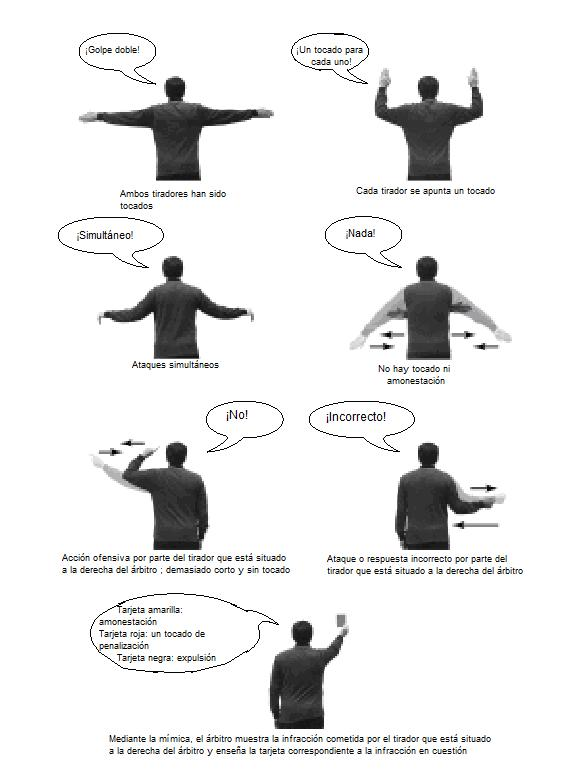 ¡Golpe doble!
¡Un tocado para
cada uno!
Ambos tiradores han sido
tocados
Cada tirador se apunta un tocado
¡Simultáneo!
¡Nada!
Ataques simultáneos
No hay tocado ni
amonestación
¡No!
¡Incorrecto!
Acción ofensiva por parte del tirador que está situado
a la derecha del árbitro ; demasiado corto y sin tocado
Ataque o respuesta incorrecto por parte del
tirador que está situado a la derecha del árbitro
Tarjeta amarilla:
amonestación
Tarjeta roja: un tocado de
penalización
Tarjeta negra: expulsión
Mediante la mímica, el árbitro muestra la infracción cometida por el tirador que está situado
a la derecha del árbitro y enseña la tarjeta correspondiente a la infracción en cuestión